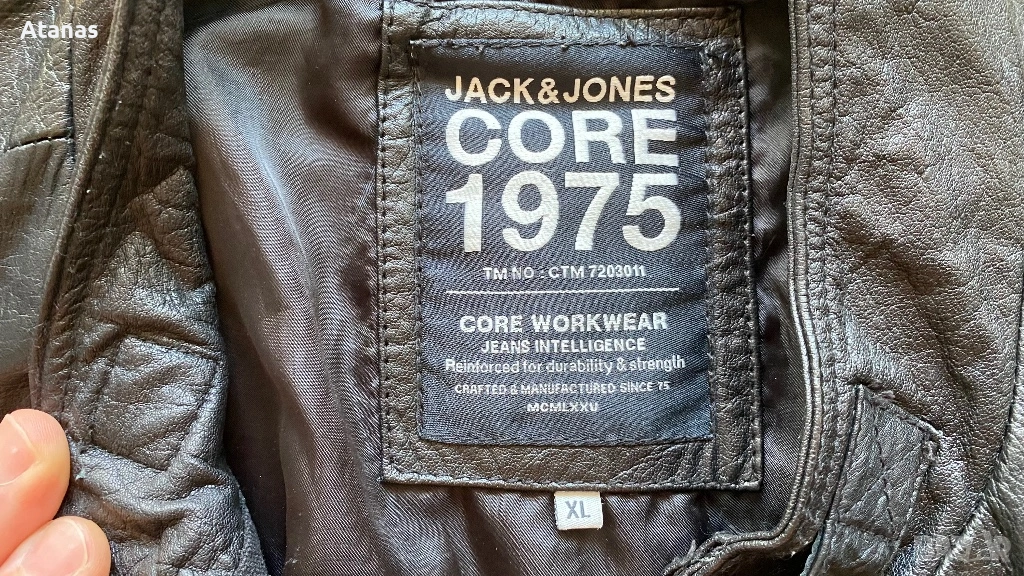 Atanas
JACK & JONES
CORE
1975
TM NO : CTM 7203011
CORE WORKWEAR
JEANS INTELLIGENCE
Reinforced for durability & strength
CRAFTED & MANUFACTURED SINCE 75
MCMLXXV
XL